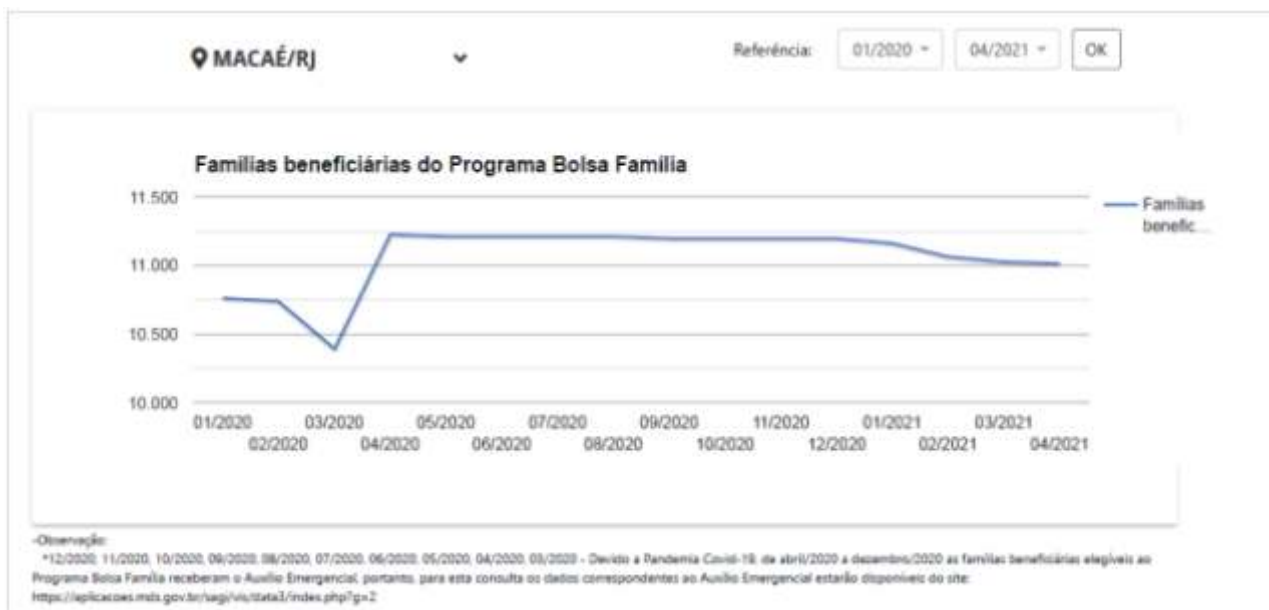 MACAÉ/RJ
Referência: 01/2020 04/2021 OK
Famílias beneficiárias do Programa Bolsa Família
11.500
11.000
10.500
10.000
Famílias
benefic...
01/2020 03/2020 05/2020 07/2020 09/2020 11/2020 01/2021 03/2021
02/2020 04/2020 06/2020 08/2020 10/2020 12/2020 02/2021 04/2021
-Observação:
*12/2020, 11/2020, 10/2020, 09/2020, 08/2020, 07/2020, 06/2020, 05/2020, 04/2020, 03/2020 - Devido a Pandemia Covid-19, de abril/2020 a dezembro/2020 as famílias beneficiárias elegíveis ao
Programa Bolsa Família receberam o Auxílio Emergencial, portanto, para esta consulta os dados correspondentes ao Auxílio Emergencial estarão disponíveis do site:
https://aplicacoes.mds.gov.br/sagi/vis/data3/index.php?g=2